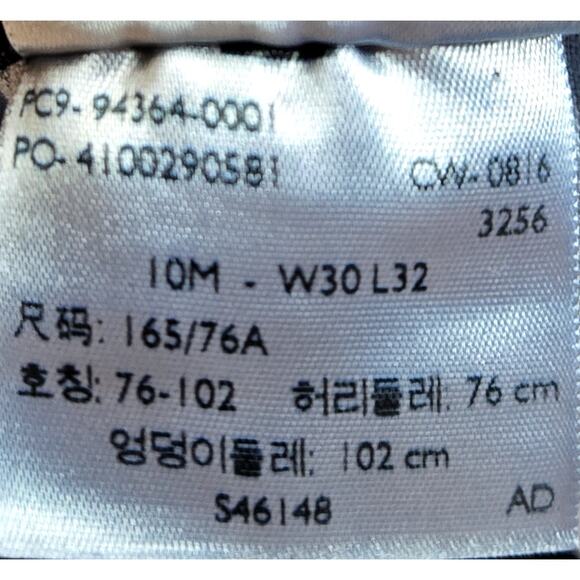 PC9- 94364-0001
PO- 4100290581 CW- 0816
3256
10M - W30 L32
尺码: 165/76A
호칭: 76-102 허리둘레: 76 cm
엉덩이둘레: 102 cm
S46148 AD